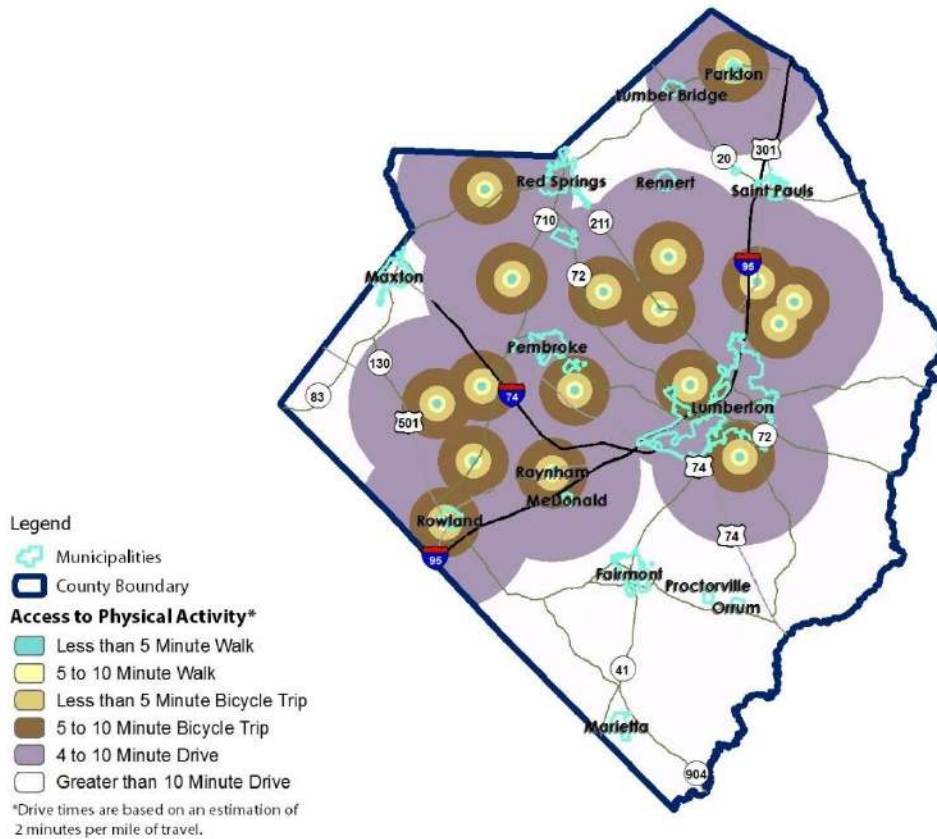 Parkton
Lumber Bridge
301
20
Red Springs
Rennert
Saint Pauls
710
211
95
72
Maxton
Pembroke
130
74
83
501
Lumberton
72
74
Raynham
McDonald
Rowland
74
95
Fairmont
Proctorville
Orrum
41
Marietta
904
Legend
Municipalities
County Boundary
Access to Physical Activity*
Less than 5 Minute Walk
5 to 10 Minute Walk
Less than 5 Minute Bicycle Trip
5 to 10 Minute Bicycle Trip
4 to 10 Minute Drive
Greater than 10 Minute Drive
*Drive times are based on an estimation of
2 minutes per mile of travel.